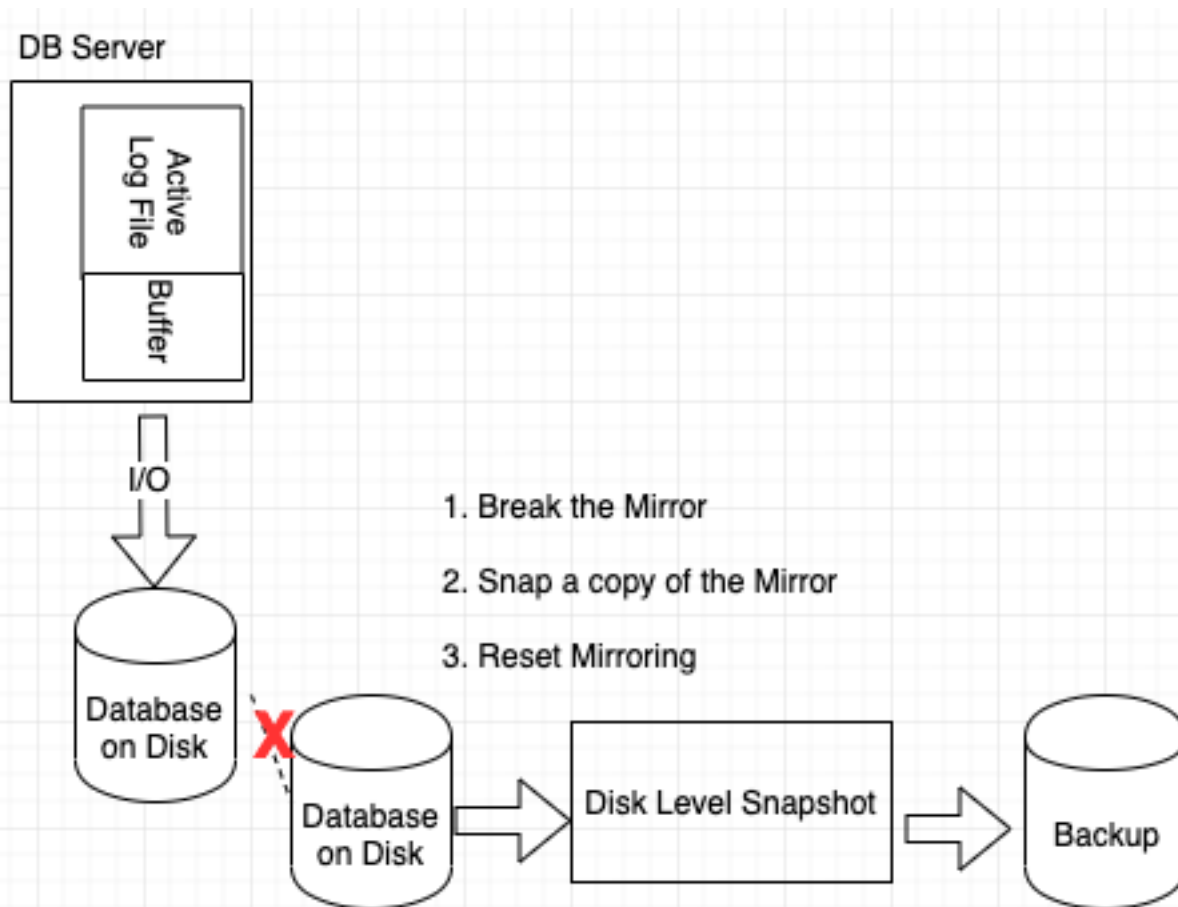 DB Server
Active
Log File
Buffer
I/O
1. Break the Mirror
2. Snap a copy of the Mirror
3. Reset Mirroring
Database
on Disk
X
Database
on Disk
Disk Level Snapshot
Backup